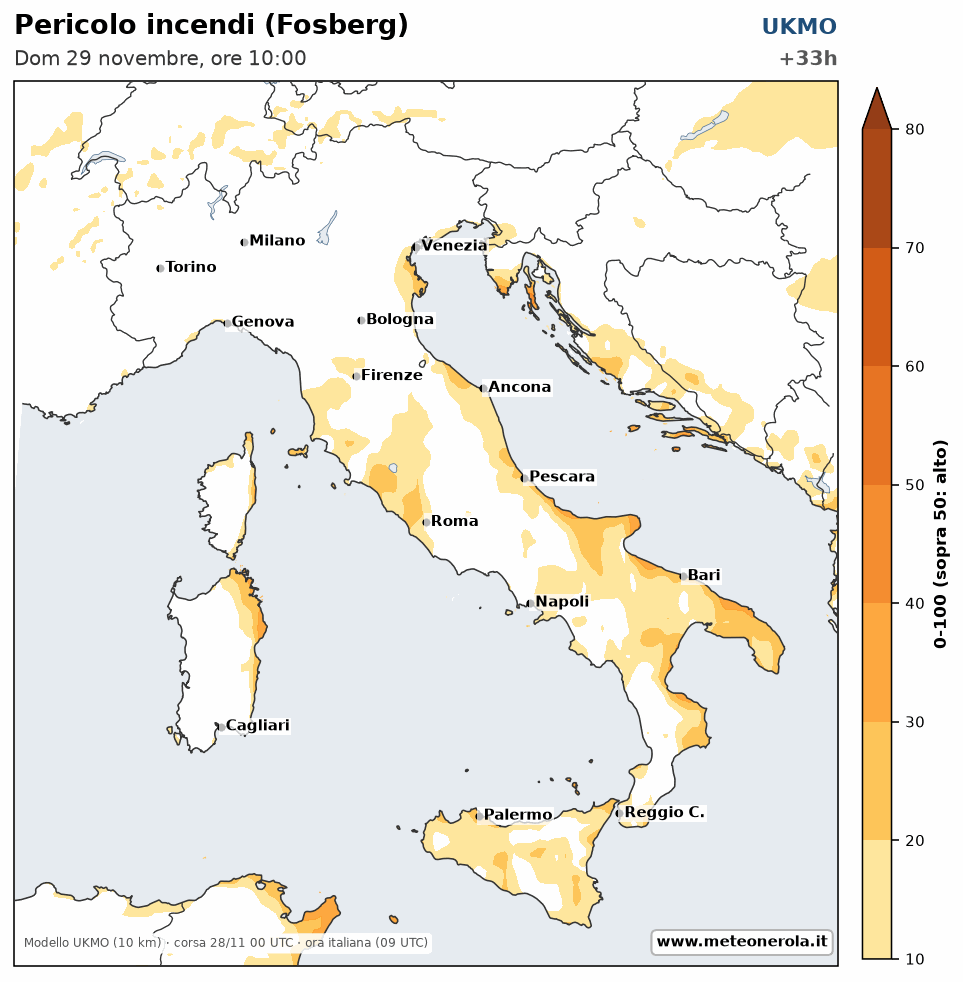 Pericolo incendi (Fosberg)
UKMO
Dom 29 novembre, ore 10:00
+33h
Milano
Venezia
Torino
Genova
Bologna
Firenze
Ancona
Pescara
Roma
Bari
Napoli
Cagliari
Palermo
Reggio C.
80
70
60
50
40
30
20
10
0-100 (sopra 50: alto)
Modello UKMO (10 km) · corsa 28/11 00 UTC · ora italiana (09 UTC)
www.meteonerola.it